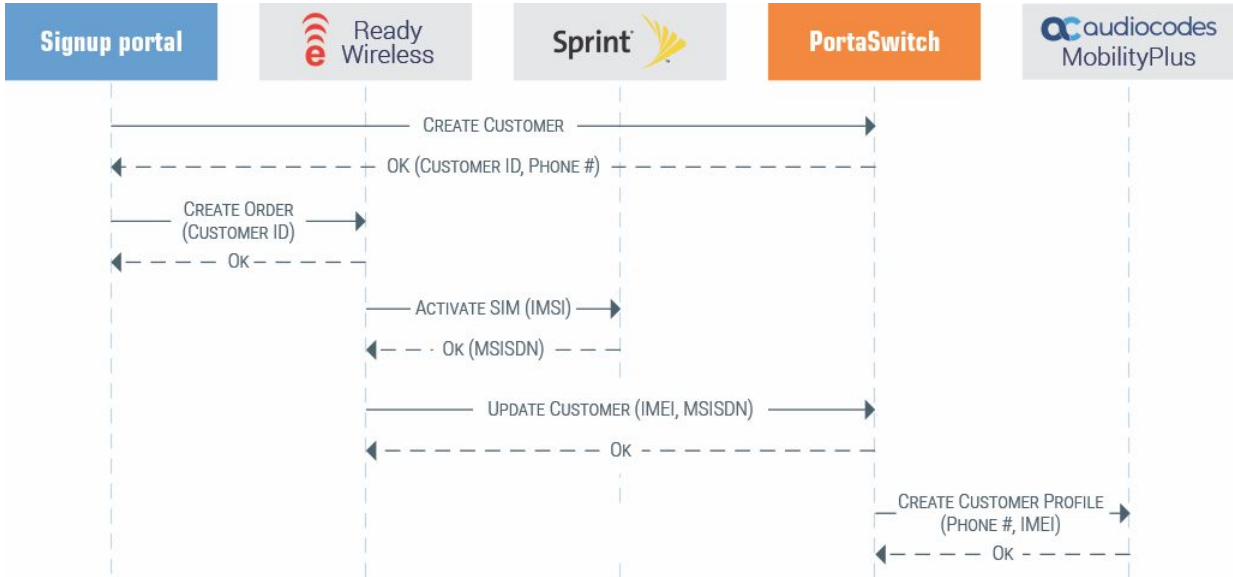 Signup portal
e Ready
Wireless
Sprint
PortaSwitch
ac audiocodes
MobilityPlus
CREATE CUSTOMER
OK (CUSTOMER ID, PHONE #)
CREATE ORDER
(CUSTOMER ID)
OK
ACTIVATE SIM (IMSI)
OK (MSISDN)
UPDATE CUSTOMER (IMEI, MSISDN)
OK
CREATE CUSTOMER PROFILE
(PHONE #, IMEI)
OK